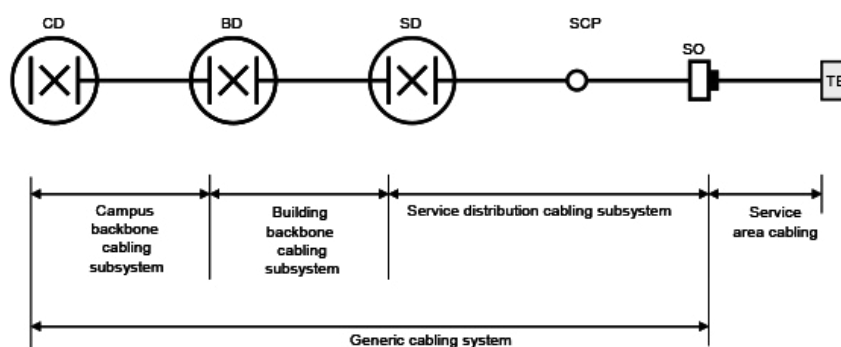 CD
BD
SD
SCP
SO
TE
Campus
backbone
cabling
subsystem
Building
backbone
cabling
subsystem
Service distribution cabling subsystem
Service
area cabling
Generic cabling system